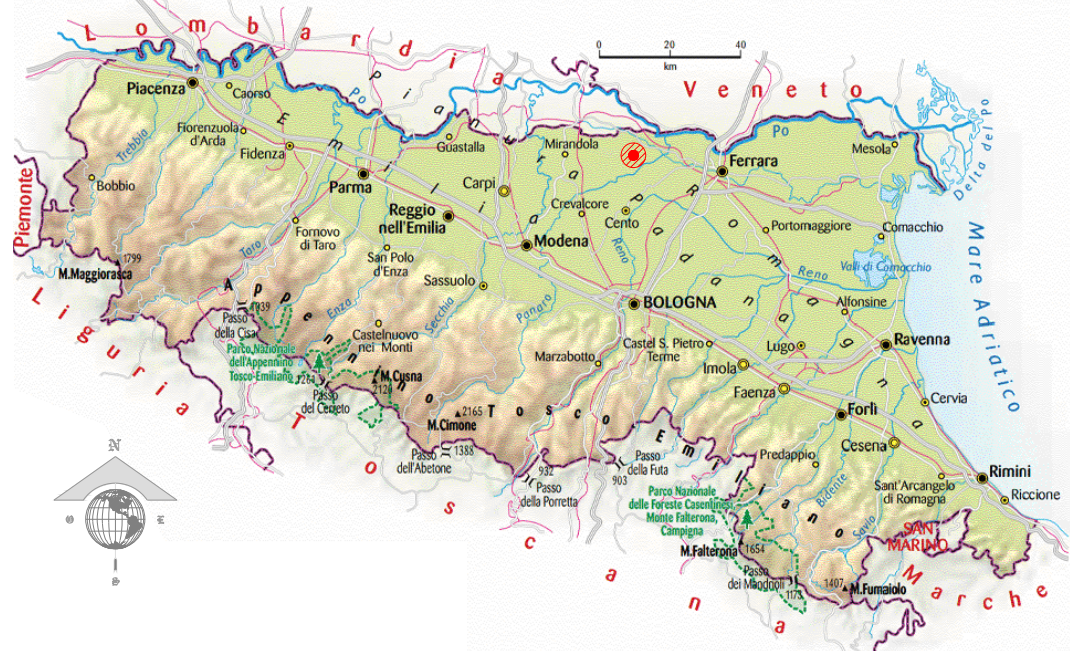 Lombardia
0 20 40
km
Veneto
Piacenza
Caorso
Po
Pianura Padana
Po
Mesola
Delta del Po
Fiorenzuola
d'Arda
Trebbia
Emilia
Romagna
Guastalla
Mirandola
Ferrara
Fidenza
Parma
Carpi
Bobbio
Piemonte
Reggio
nell'Emilia
Crevalcore
Cento
Portomaggiore
Comacchio
Mare Adriatico
Fornovo
di Taro
Taro
San Polo
d'Enza
Modena
Reno
Reno
Valli di Comacchio
1799
M.Maggiorasca
Sassuolo
Liguria
Appennino Tosco Emiliano
1939
Passo
della Cisa
Enza
Secchia
Panaro
BOLOGNA
Alfonsine
Castelnuovo
nei Monti
Parco Nazionale
dell'Appennino
Tosco-Emiliano
1261
Passo
del Cerreto
M.Cusna
2120
Marzabotto
Castel S. Pietro
Terme
Lugo
Ravenna
Imola
Faenza
Toscana
M.Cimone
2165
Forlì
Cervia
Passo
dell'Abetone
1388
932
Passo
della Porretta
Passo
della Futa
903
Predappio
Cesena
Bidente
Savio
Sant'Arcangelo
di Romagna
Rimini
Riccione
Parco Nazionale
delle Foreste Casentinesi
Monte Falterona,
Campigna
M.Falterona
1654
Passo
dei Mandrioli
1173
1407
M.Fumaiolo
SAN
MARINO
Marche
N
O
E
S